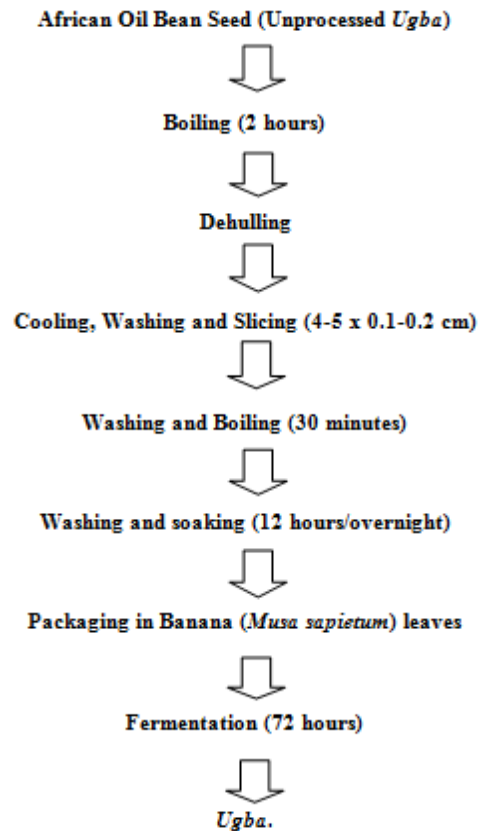 African Oil Bean Seed (Unprocessed Ugba)
Boiling (2 hours)
Dehulling
Cooling, Washing and Slicing (4-5 x 0.1-0.2 cm)
Washing and Boiling (30 minutes)
Washing and soaking (12 hours/overnight)
Packaging in Banana (Musa sapietum) leaves
Fermentation (72 hours)
Ugba.